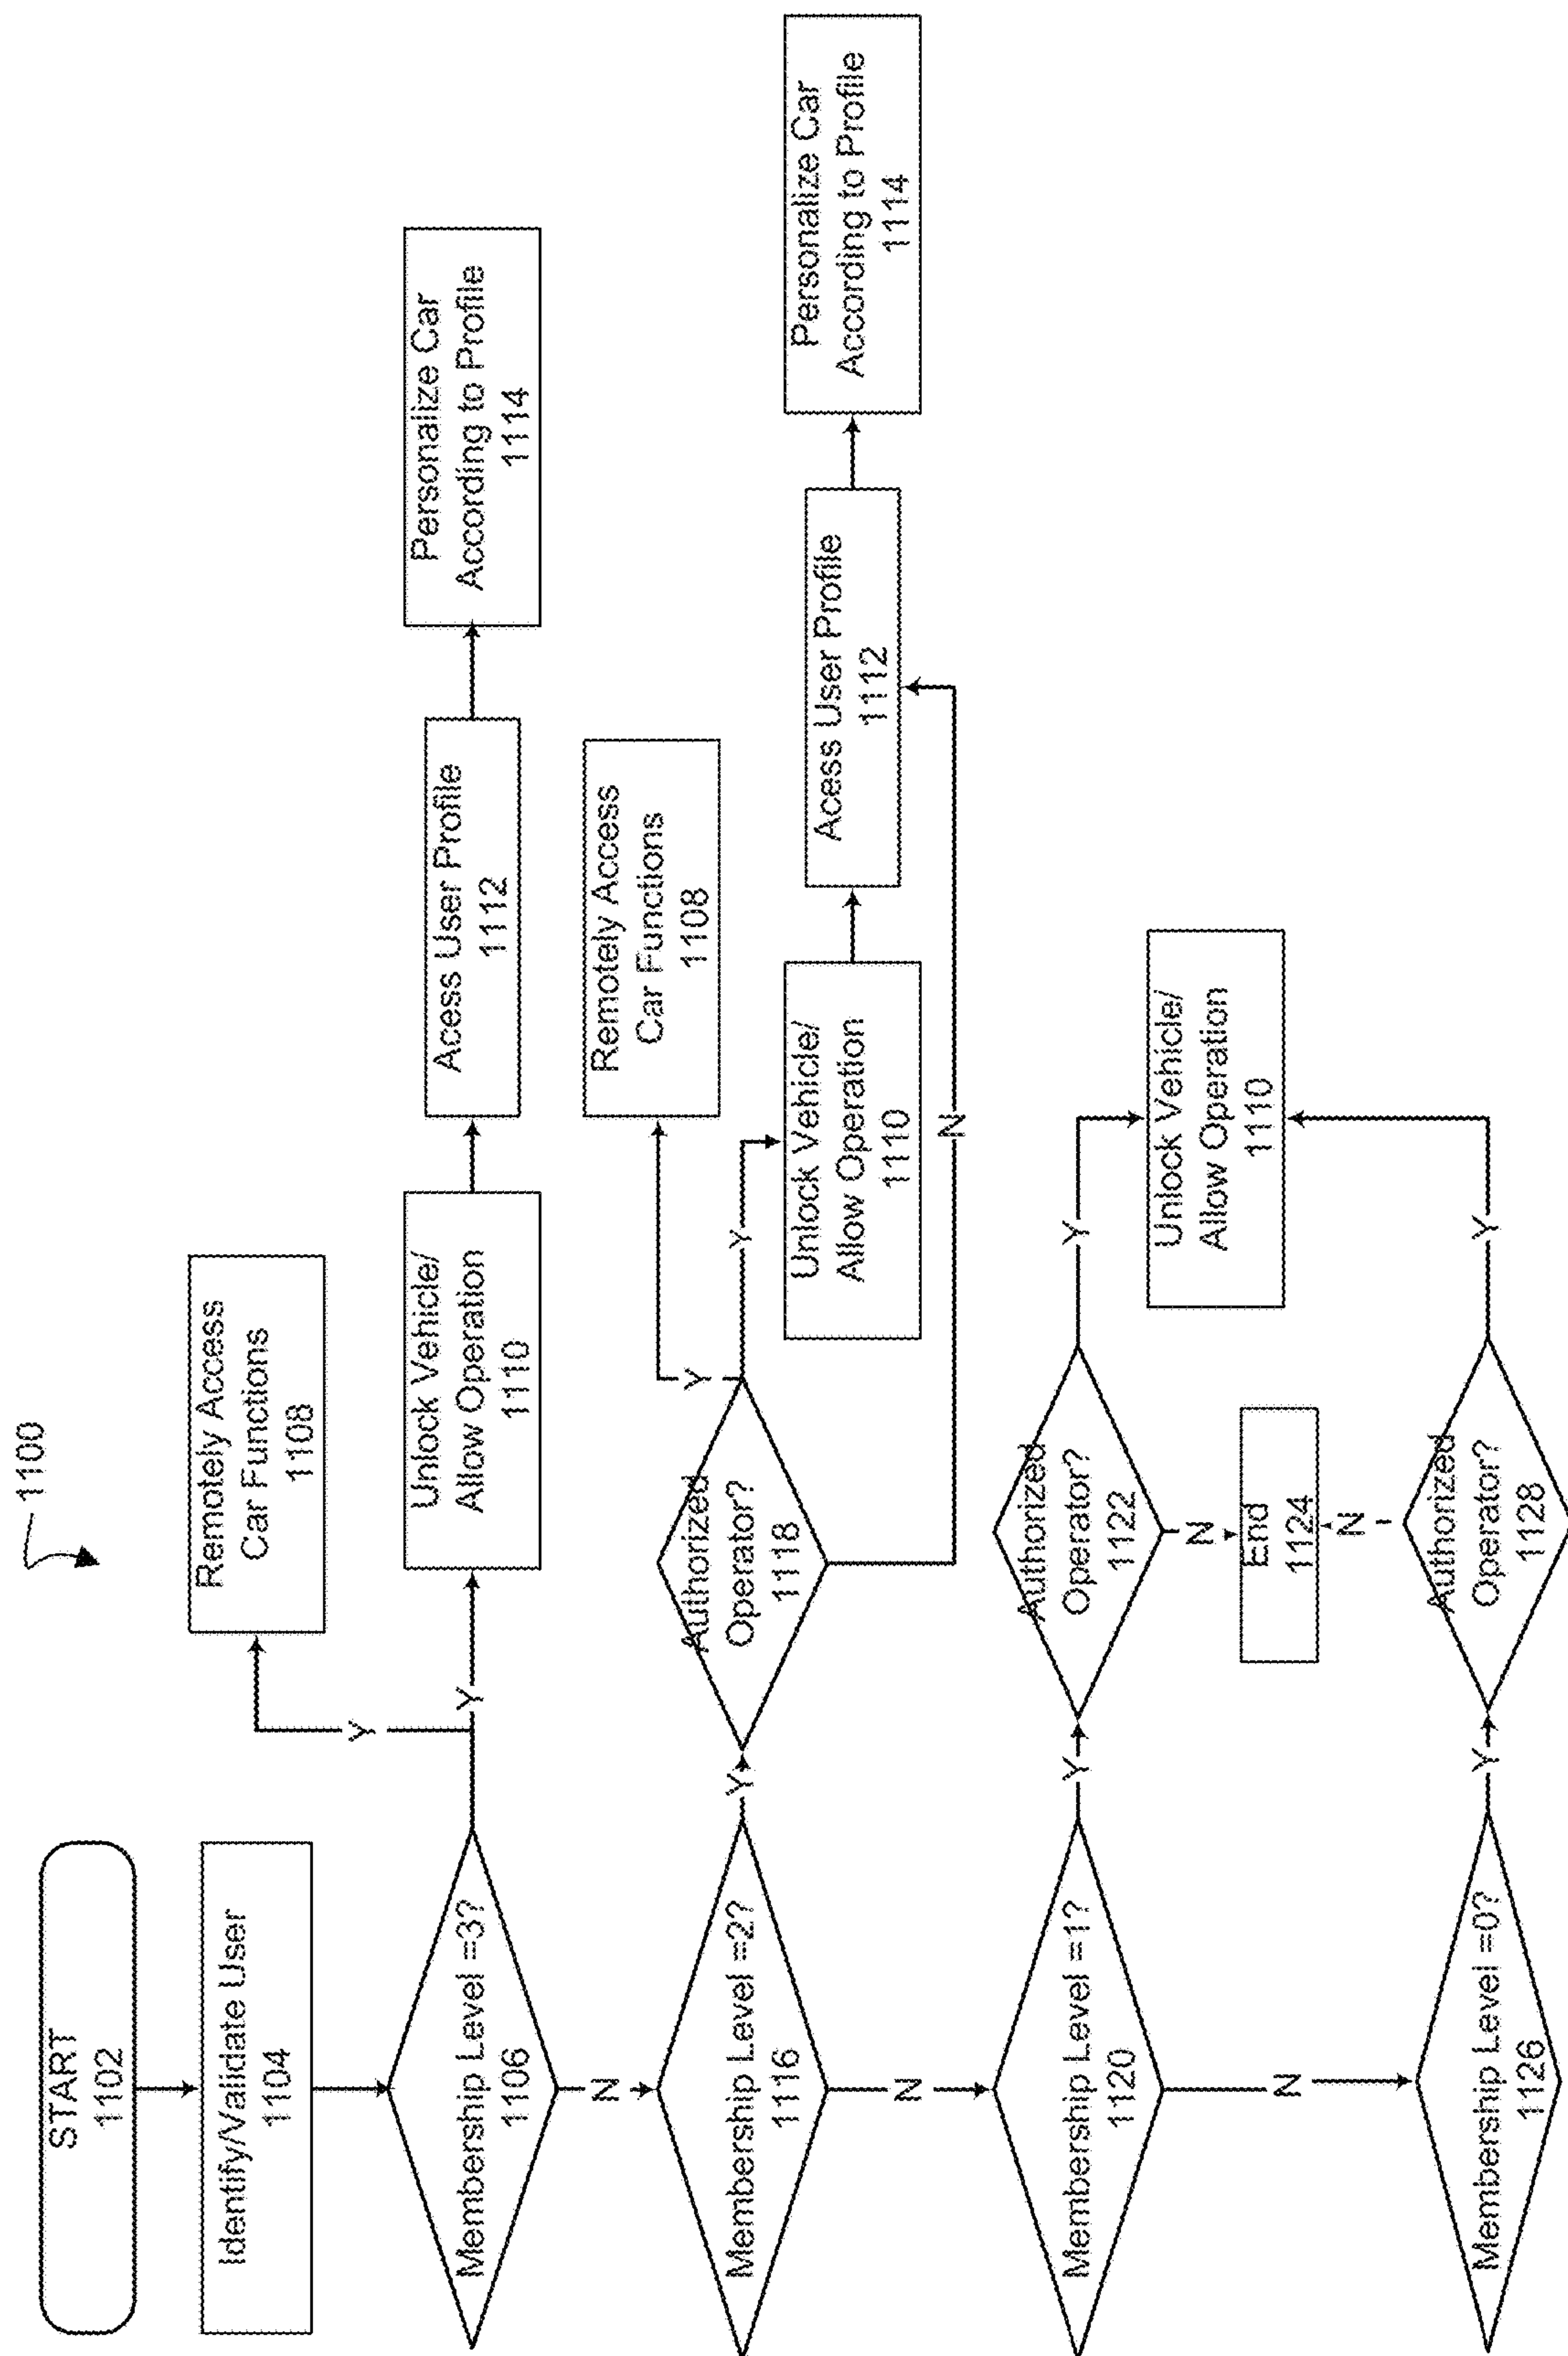 1100
START
1102
Identify/Validate User
1104
Membership Level =3?
1106
Y
Remotely Access
Car Functions
1108
Y
Unlock Vehicle/
Allow Operation
1110
Acess User Profile
1112
Personalize Car
According to Profile
1114
N
Membership Level =2?
1116
Y
Authorized
Operator?
1118
Y
Remotely Access
Car Functions
1108
Y
Unlock Vehicle/
Allow Operation
1110
N
Acess User Profile
1112
Personalize Car
According to Profile
1114
N
Membership Level =1?
1120
Y
Authorized
Operator?
1122
Y
Unlock Vehicle/
Allow Operation
1110
N
End
1124
N
Membership Level =0?
1126
Y
Authorized
Operator?
1128
Y
N